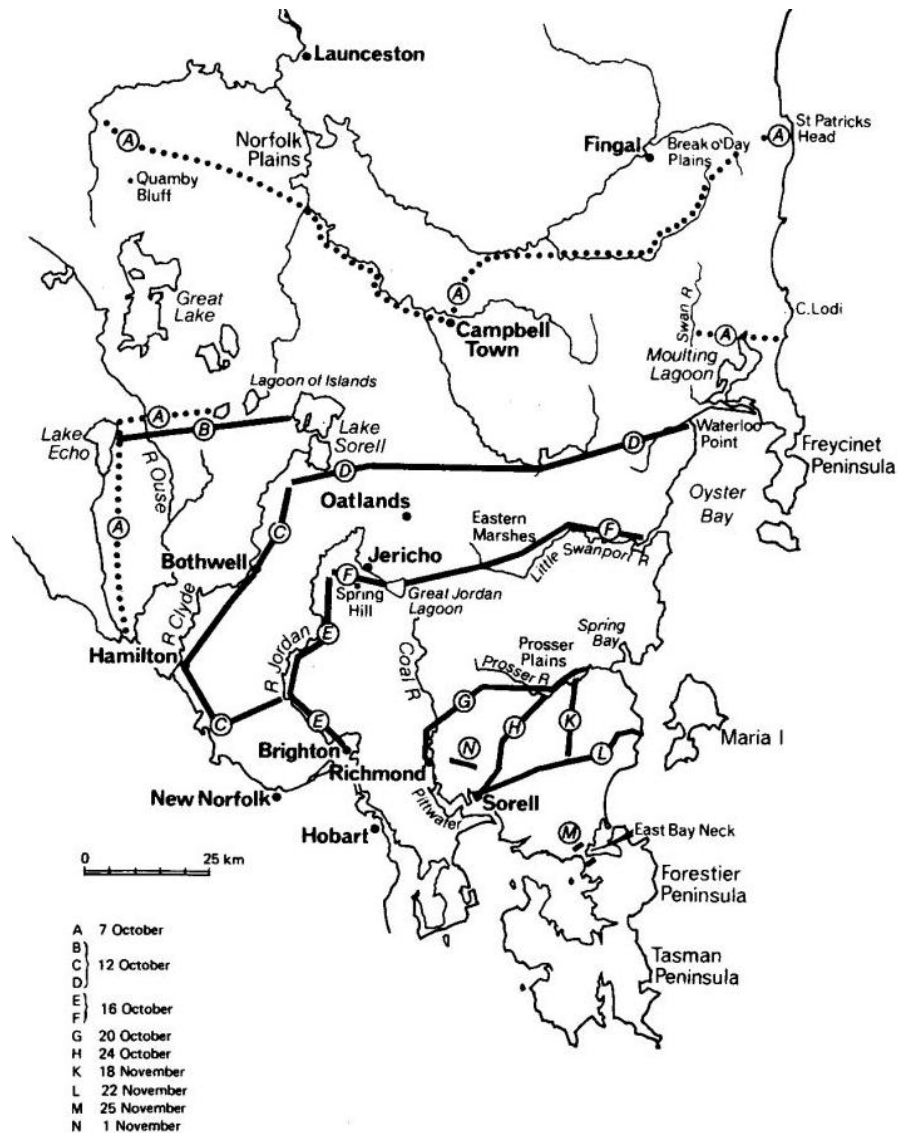 Launceston
St Patricks
Head
A
A
Norfolk
Plains
Fingal
Break o'Day
Plains
Quamby
Bluff
Great
Lake
A
Swan R
C. Lodi
Campbell
Town
A
Moulting
Lagoon
Lagoon of Islands
A
B
Lake
Echo
Lake
Sorell
R Ouse
D
Waterloo
Point
Freycinet
Peninsula
D
Oyster
Bay
Oatlands
A
C
Eastern
Marshes
F
Little Swanport R
Bothwell
Jericho
F
Spring
Hill
Great Jordan
Lagoon
R Clyde
R Jordan
E
Coal R
Spring
Bay
Hamilton
Prosser
Plains
Prosser R
G
H
K
C
E
N
L
Maria I
Brighton
Richmond
New Norfolk
Pittwater
Sorell
Hobart
M
East Bay Neck
0 25 km
Forestier
Peninsula
Tasman
Peninsula
A 7 October
B
C 12 October
D
E
F 16 October
G 20 October
H 24 October
K 18 November
L 22 November
M 25 November
N 1 November